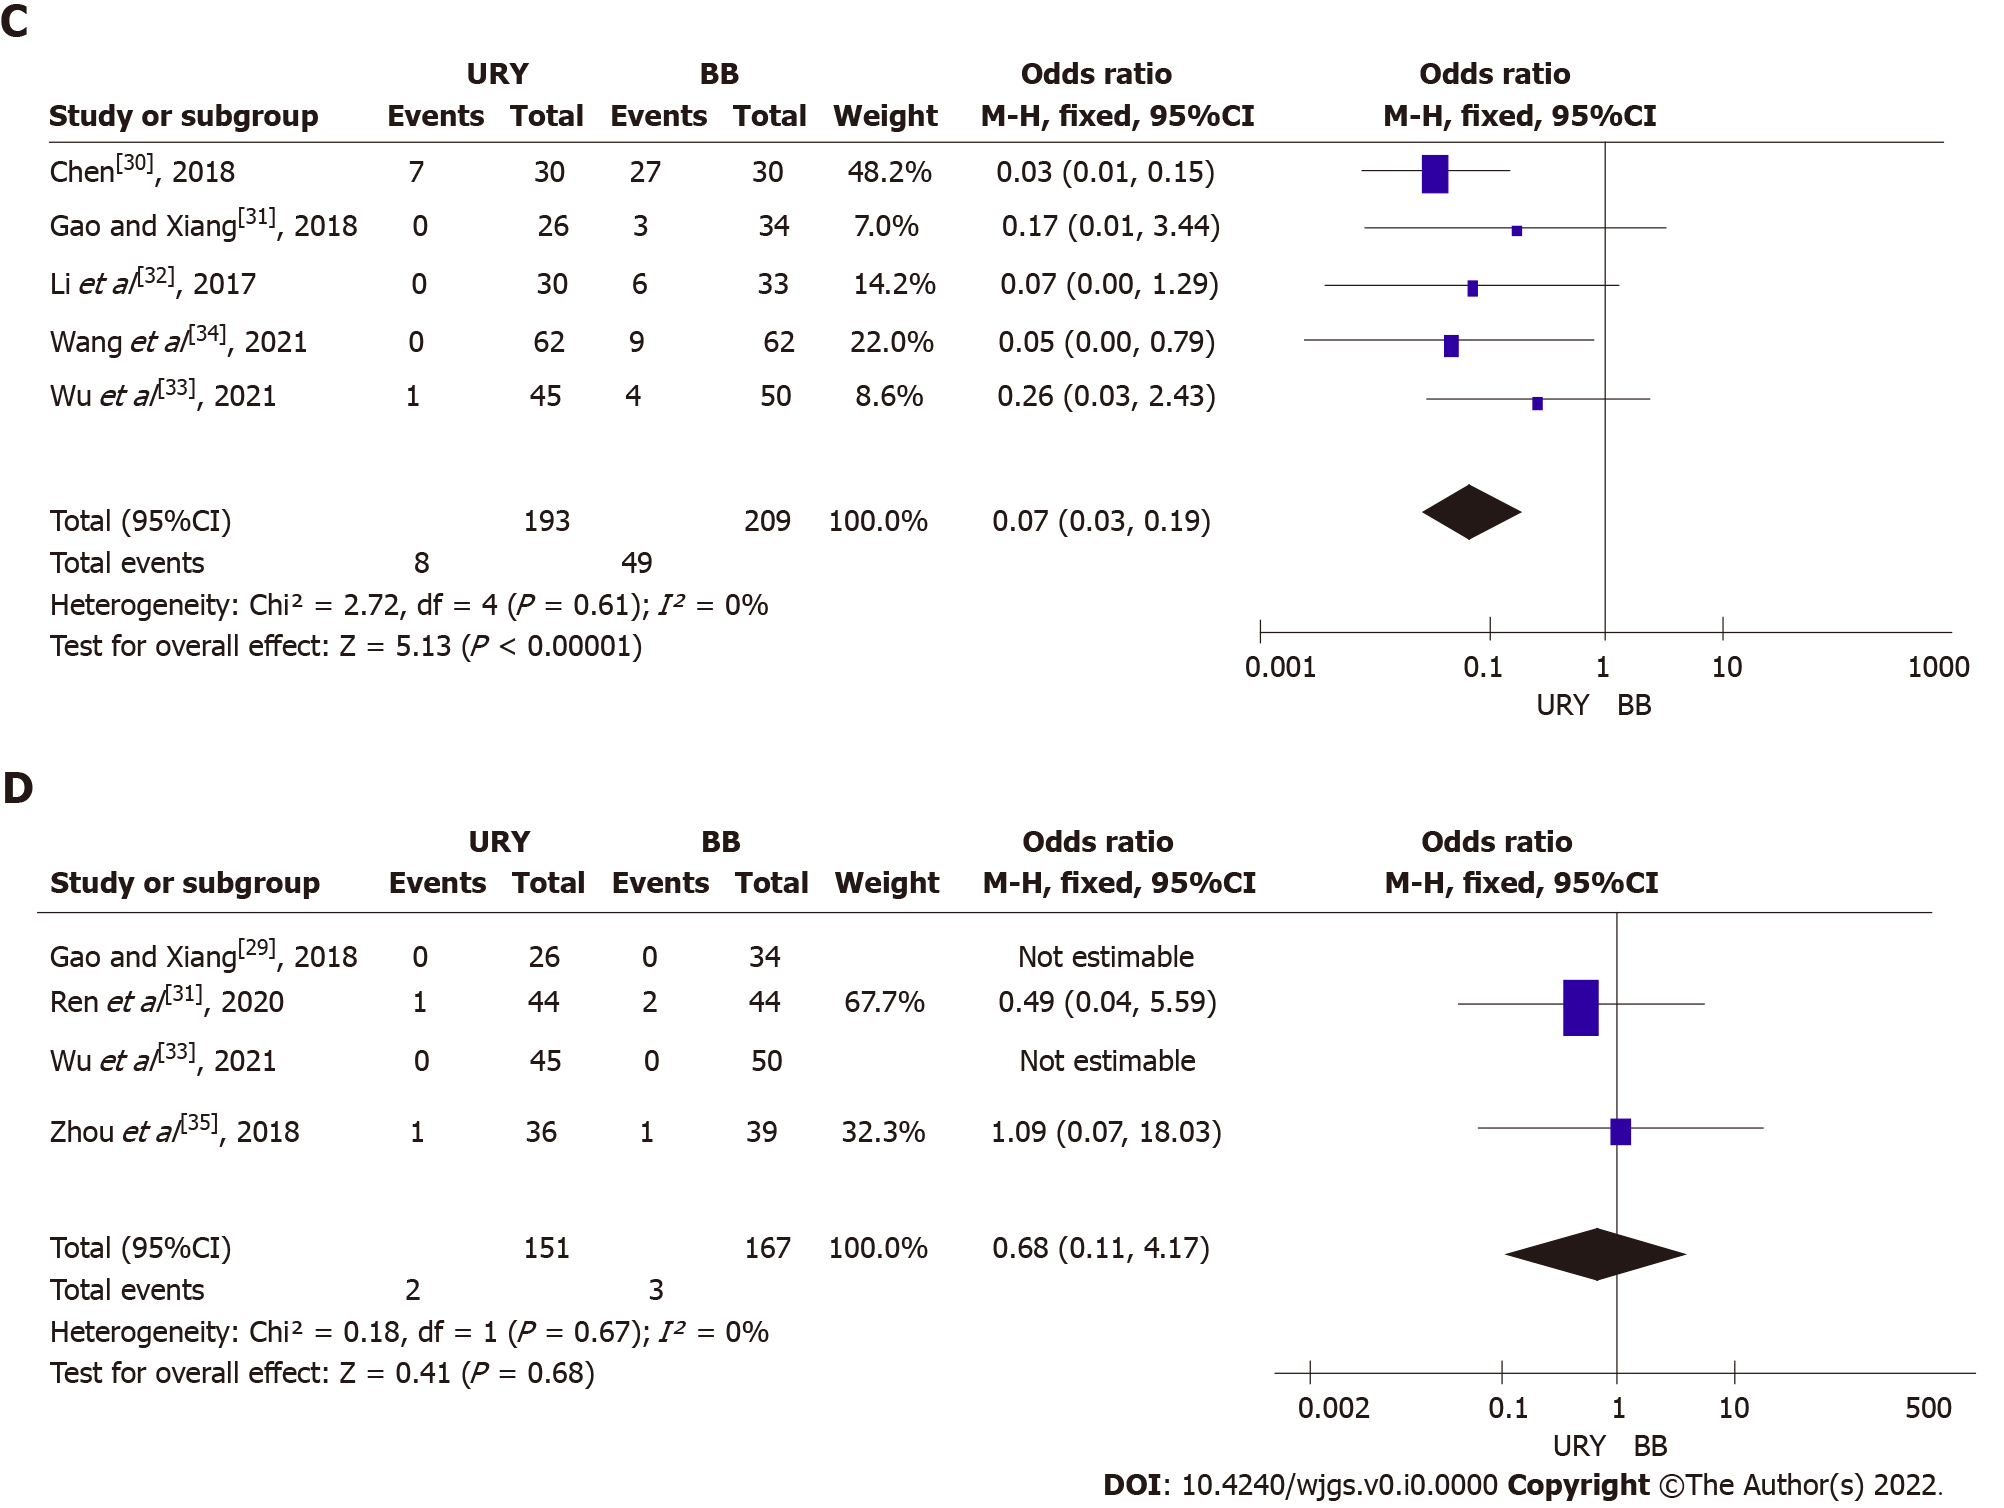 C
URY BB Odds ratio Odds ratio
Study or subgroup Events Total Events Total Weight M-H, fixed, 95%CI M-H, fixed, 95%CI
Chen[30], 2018 7 30 27 30 48.2% 0.03 (0.01, 0.15)
Gao and Xiang[31], 2018 0 26 3 34 7.0% 0.17 (0.01, 3.44)
Li et al[32], 2017 0 30 6 33 14.2% 0.07 (0.00, 1.29)
Wang et al[34], 2021 0 62 9 62 22.0% 0.05 (0.00, 0.79)
Wu et al[33], 2021 1 45 4 50 8.6% 0.26 (0.03, 2.43)
Total (95%CI) 193 209 100.0% 0.07 (0.03, 0.19)
Total events 8 49
Heterogeneity: Chi² = 2.72, df = 4 (P = 0.61); I² = 0%
Test for overall effect: Z = 5.13 (P < 0.00001)
0.001 0.1 1 10 1000
URY BB
D
URY BB Odds ratio Odds ratio
Study or subgroup Events Total Events Total Weight M-H, fixed, 95%CI M-H, fixed, 95%CI
Gao and Xiang[29], 2018 0 26 0 34 Not estimable
Ren et al[31], 2020 1 44 2 44 67.7% 0.49 (0.04, 5.59)
Wu et al[33], 2021 0 45 0 50 Not estimable
Zhou et al[35], 2018 1 36 1 39 32.3% 1.09 (0.07, 18.03)
Total (95%CI) 151 167 100.0% 0.68 (0.11, 4.17)
Total events 2 3
Heterogeneity: Chi² = 0.18, df = 1 (P = 0.67); I² = 0%
Test for overall effect: Z = 0.41 (P = 0.68)
0.002 0.1 1 10 500
URY BB
DOI: 10.4240/wjgs.v0.i0.0000 Copyright ©The Author(s) 2022.